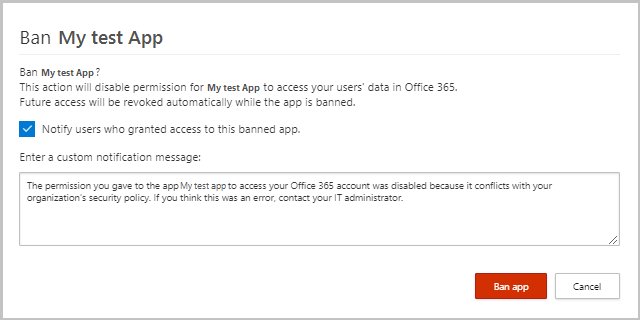 Ban My test App
Ban My test App?
This action will disable permission for My test App to access your users' data in Office 365.
Future access will be revoked automatically while the app is banned.
Notify users who granted access to this banned app.
Enter a custom notification message:
The permission you gave to the app My test app to access your Office 365 account was disabled because it conflicts with your
organization's security policy. If you think this was an error, contact your IT administrator.
Ban app Cancel